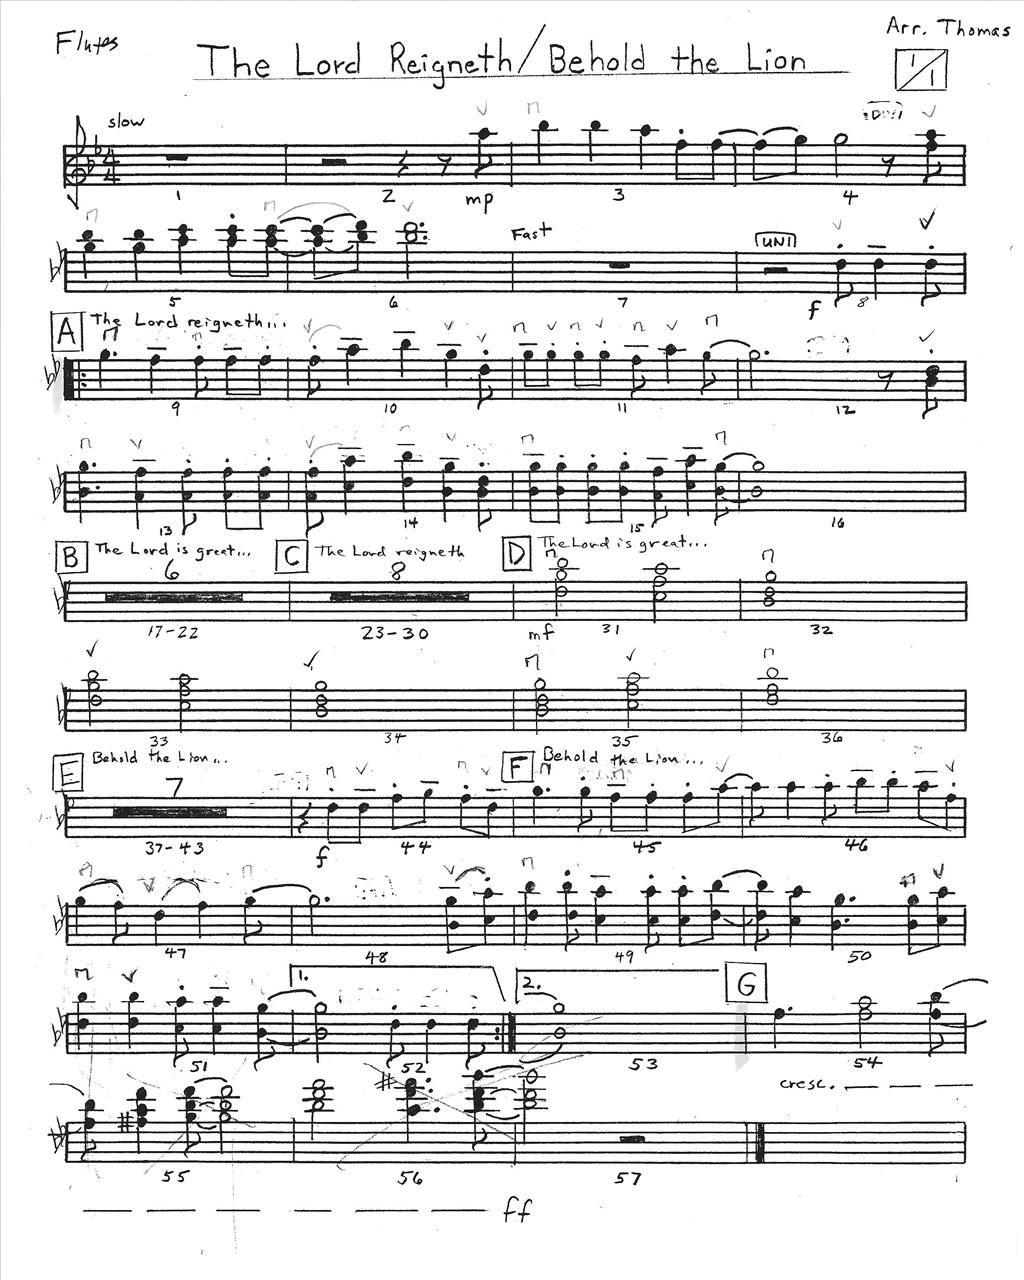 Flutes
Arr. Thomas
The Lord Reigneth/Behold the Lion
1/1
slow
DIVI
4
4
1 2 mp 3 4
Fast
UNI
5 6 7 f 8
A The Lord reigneth...
9 10 11 12
13 14 15 16
B The Lord is great... C The Lord reigneth D The Lord is great...
6 8
17-22 23-30 mf 31 32
33 34 35 36
E Behold the Lion... F Behold the Lion...
7
37-43 f 44 45 46
47 48 49 50
1. 2. G
51 52 53 54
cresc.
55 56 57
ff